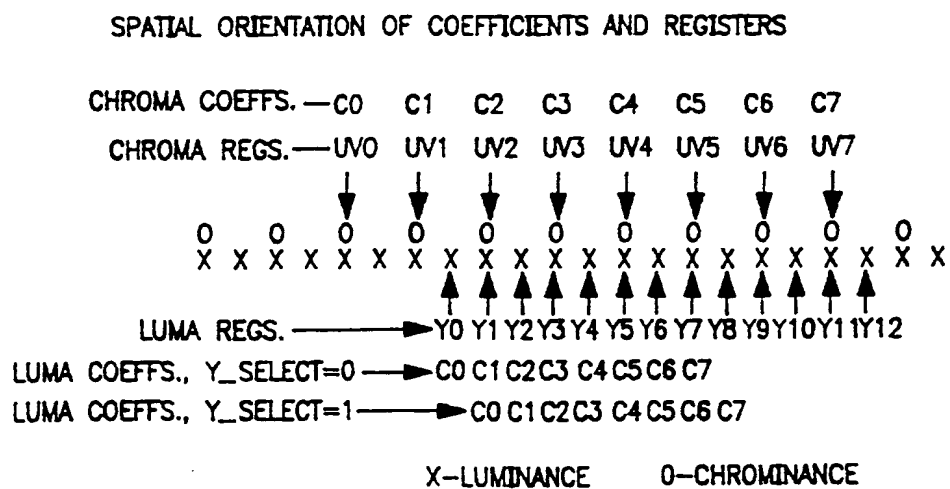 SPATIAL ORIENTATION OF COEFFICIENTS AND REGISTERS
CHROMA COEFFS. C0 C1 C2 C3 C4 C5 C6 C7
CHROMA REGS. UV0 UV1 UV2 UV3 UV4 UV5 UV6 UV7
O O O O O O O O O O O
X X X X X X X X X X X X X X X X X X X X X X
LUMA REGS. Y0 Y1 Y2 Y3 Y4 Y5 Y6 Y7 Y8 Y9 Y10 Y11 Y12
LUMA COEFFS., Y_SELECT=0 C0 C1 C2 C3 C4 C5 C6 C7
LUMA COEFFS., Y_SELECT=1 C0 C1 C2 C3 C4 C5 C6 C7
X-LUMINANCE O-CHROMINANCE